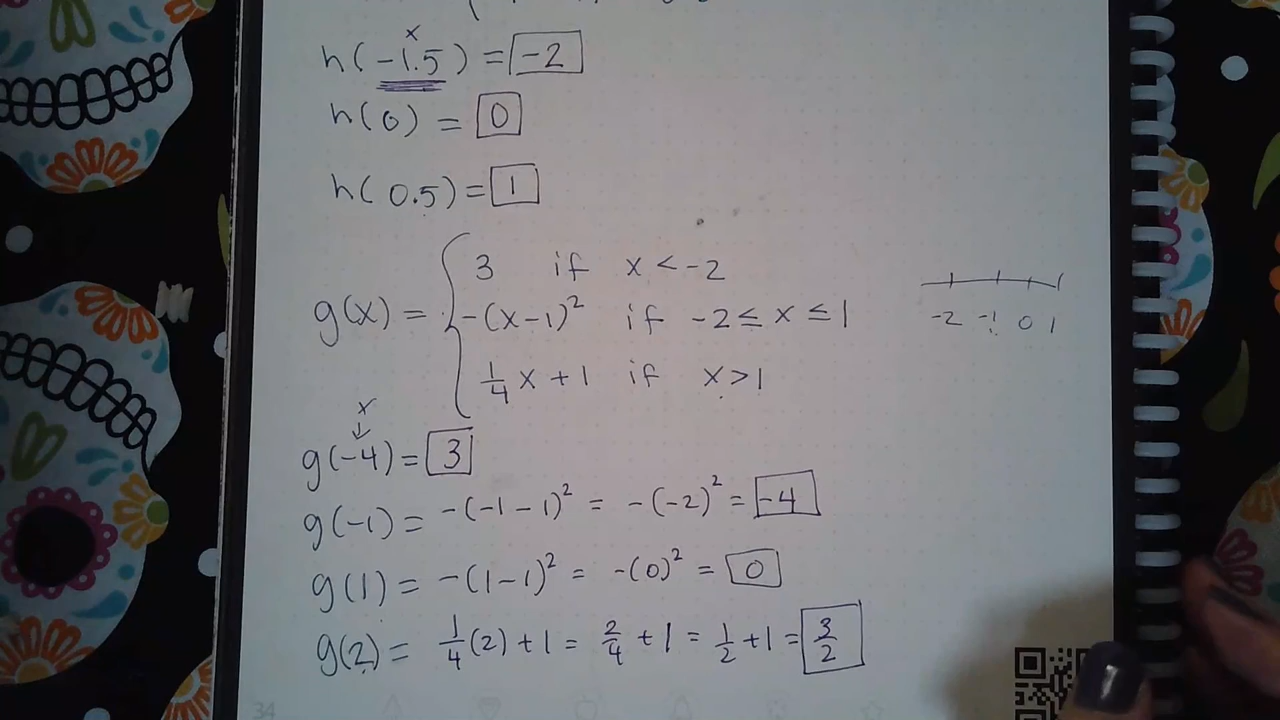 x
h(-1.5) = -2
h(0) = 0
h(0.5) = 1
g(x) = { 3 if x < -2
-(x-1)² if -2 ≤ x ≤ 1
1/4 x + 1 if x > 1
-2 -1 0 1
x
↓
g(-4) = 3
g(-1) = -(-1-1)² = -(-2)² = -4
g(1) = -(1-1)² = -(0)² = 0
g(2) = 1/4 (2) + 1 = 2/4 + 1 = 1/2 + 1 = 3/2
34